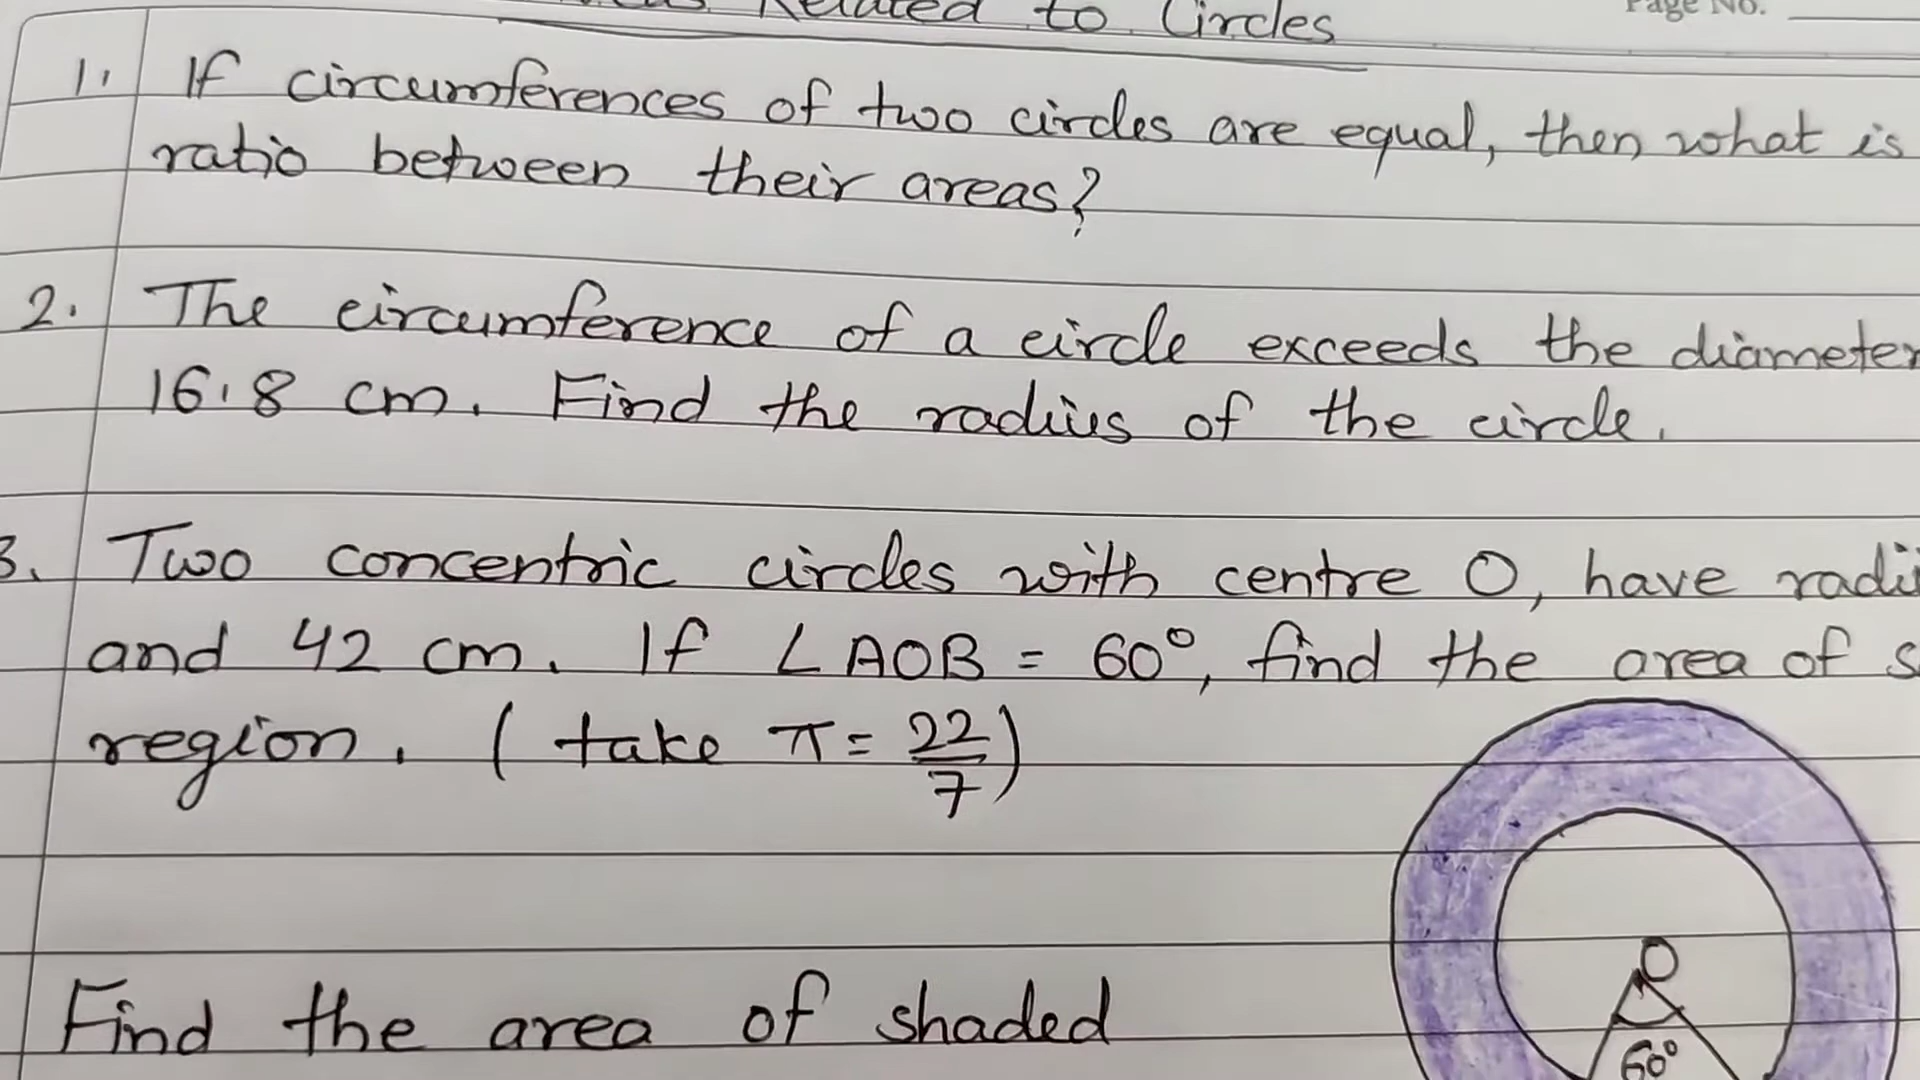 Related to Circles
Page No.
1. If circumferences of two circles are equal, then what is
ratio between their areas?
2. The circumference of a circle exceeds the diameter
16.8 cm. Find the radius of the circle.
3. Two concentric circles with centre O, have radii
and 42 cm. If ∠AOB = 60°, find the area of
region. (take π = 22/7)
O
60°
Find the area of shaded